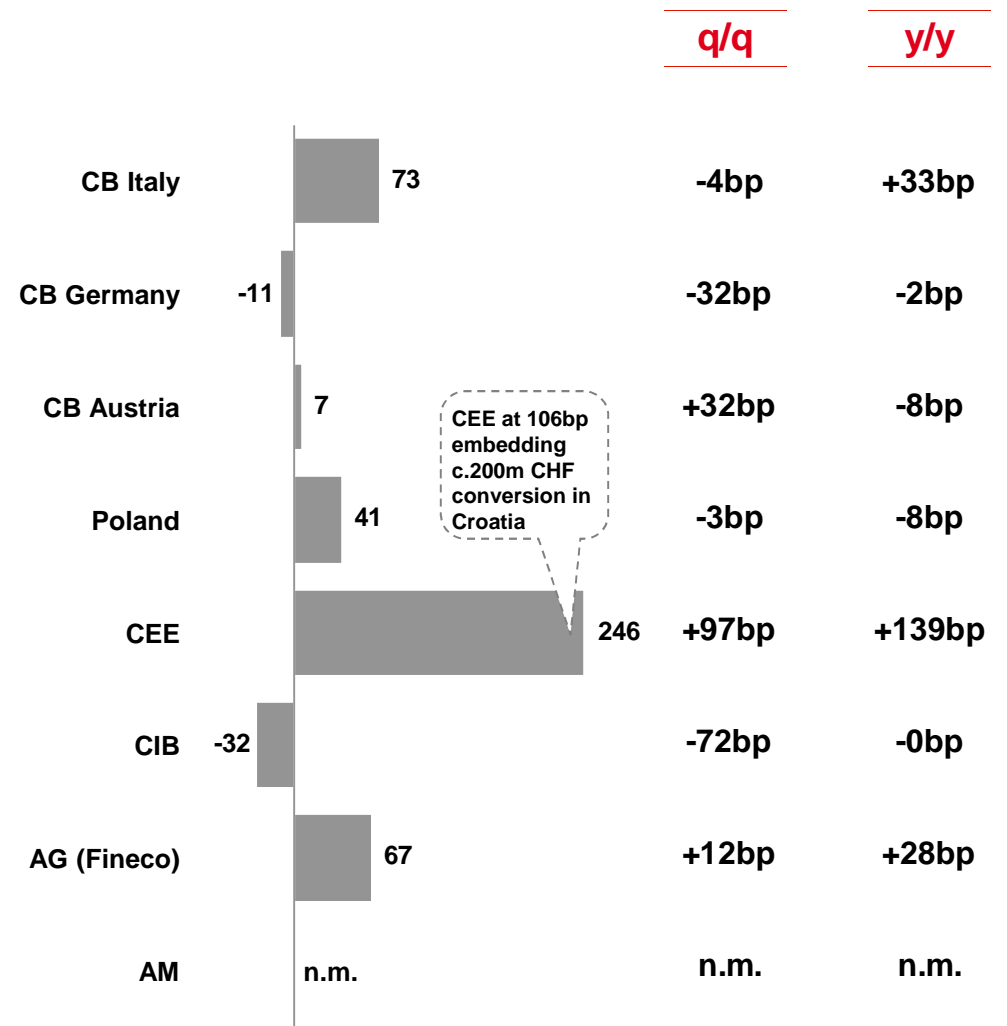 q/q y/y
CB Italy 73 -4bp +33bp
CB Germany -11 -32bp -2bp
CB Austria 7 +32bp -8bp
CEE at 106bp
embedding
c.200m CHF
conversion in
Croatia
Poland 41 -3bp -8bp
CEE 246 +97bp +139bp
CIB -32 -72bp -0bp
AG (Fineco) 67 +12bp +28bp
AM n.m. n.m. n.m.